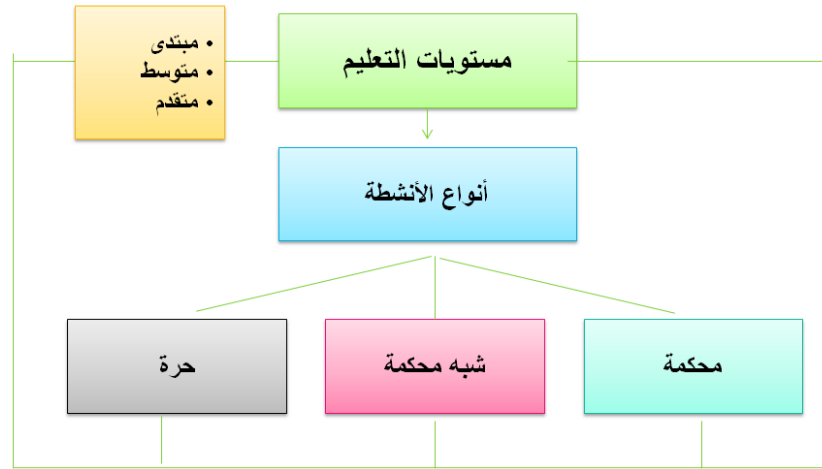 مستويات التعليم
• مبتدى
• متوسط
• متقدم
أنواع الأنشطة
محكمة
شبه محكمة
حرة